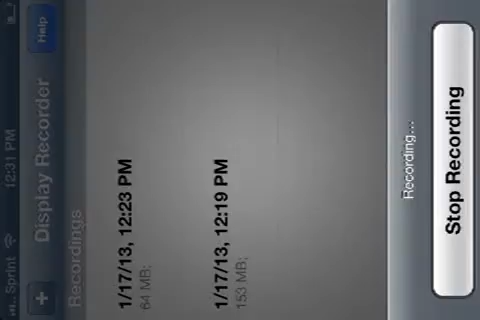 Sprint 12:31 PM
+ Display Recorder Help
Recordings
1/17/13, 12:23 PM
64 MB;
1/17/13, 12:19 PM
153 MB;
Recording...
Stop Recording